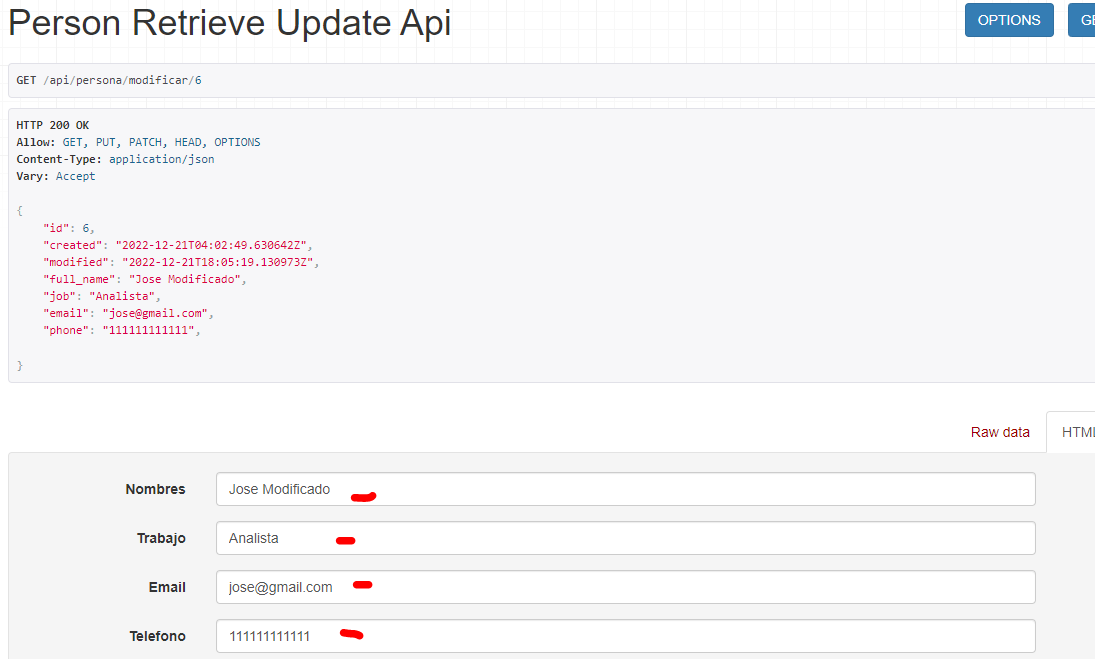 Person Retrieve Update Api
OPTIONS
GE
GET /api/persona/modificar/6
HTTP 200 OK
Allow: GET, PUT, PATCH, HEAD, OPTIONS
Content-Type: application/json
Vary: Accept
{
"id": 6,
"created": "2022-12-21T04:02:49.630642Z",
"modified": "2022-12-21T18:05:19.130973Z",
"full_name": "Jose Modificado",
"job": "Analista",
"email": "jose@gmail.com",
"phone": "111111111111",
}
Raw data
HTML
Nombres Jose Modificado
Trabajo Analista
Email jose@gmail.com
Telefono 111111111111